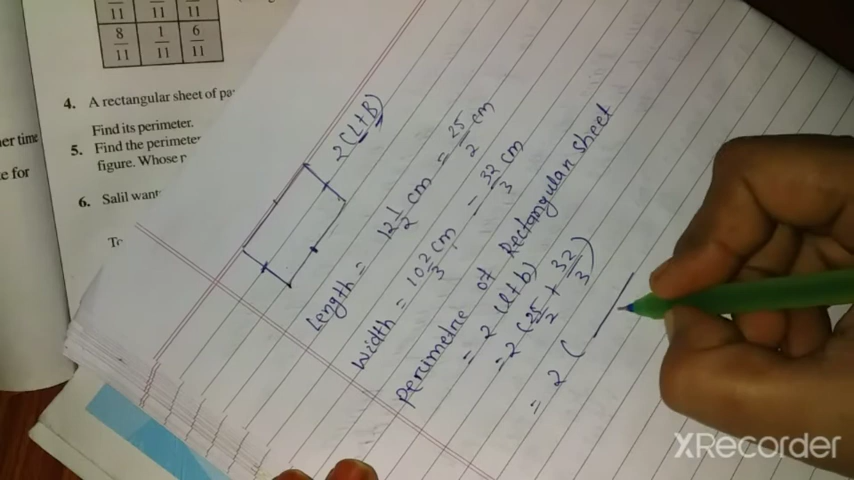 11 11 11
8/11 1/11 6/11
4. A rectangular sheet of pa
Find its perimeter.
5. Find the perimeter
figure. Whose p
6. Salil want
To
er time
e for
2(L+B)
Length = 12 1/2 cm = 25/2 cm
Width = 10 2/3 cm = 32/3 cm
Perimetre of Rectangular Sheet
= 2 (l+b)
= 2 (25/2 + 32/3)
= 2 (
XRecorder